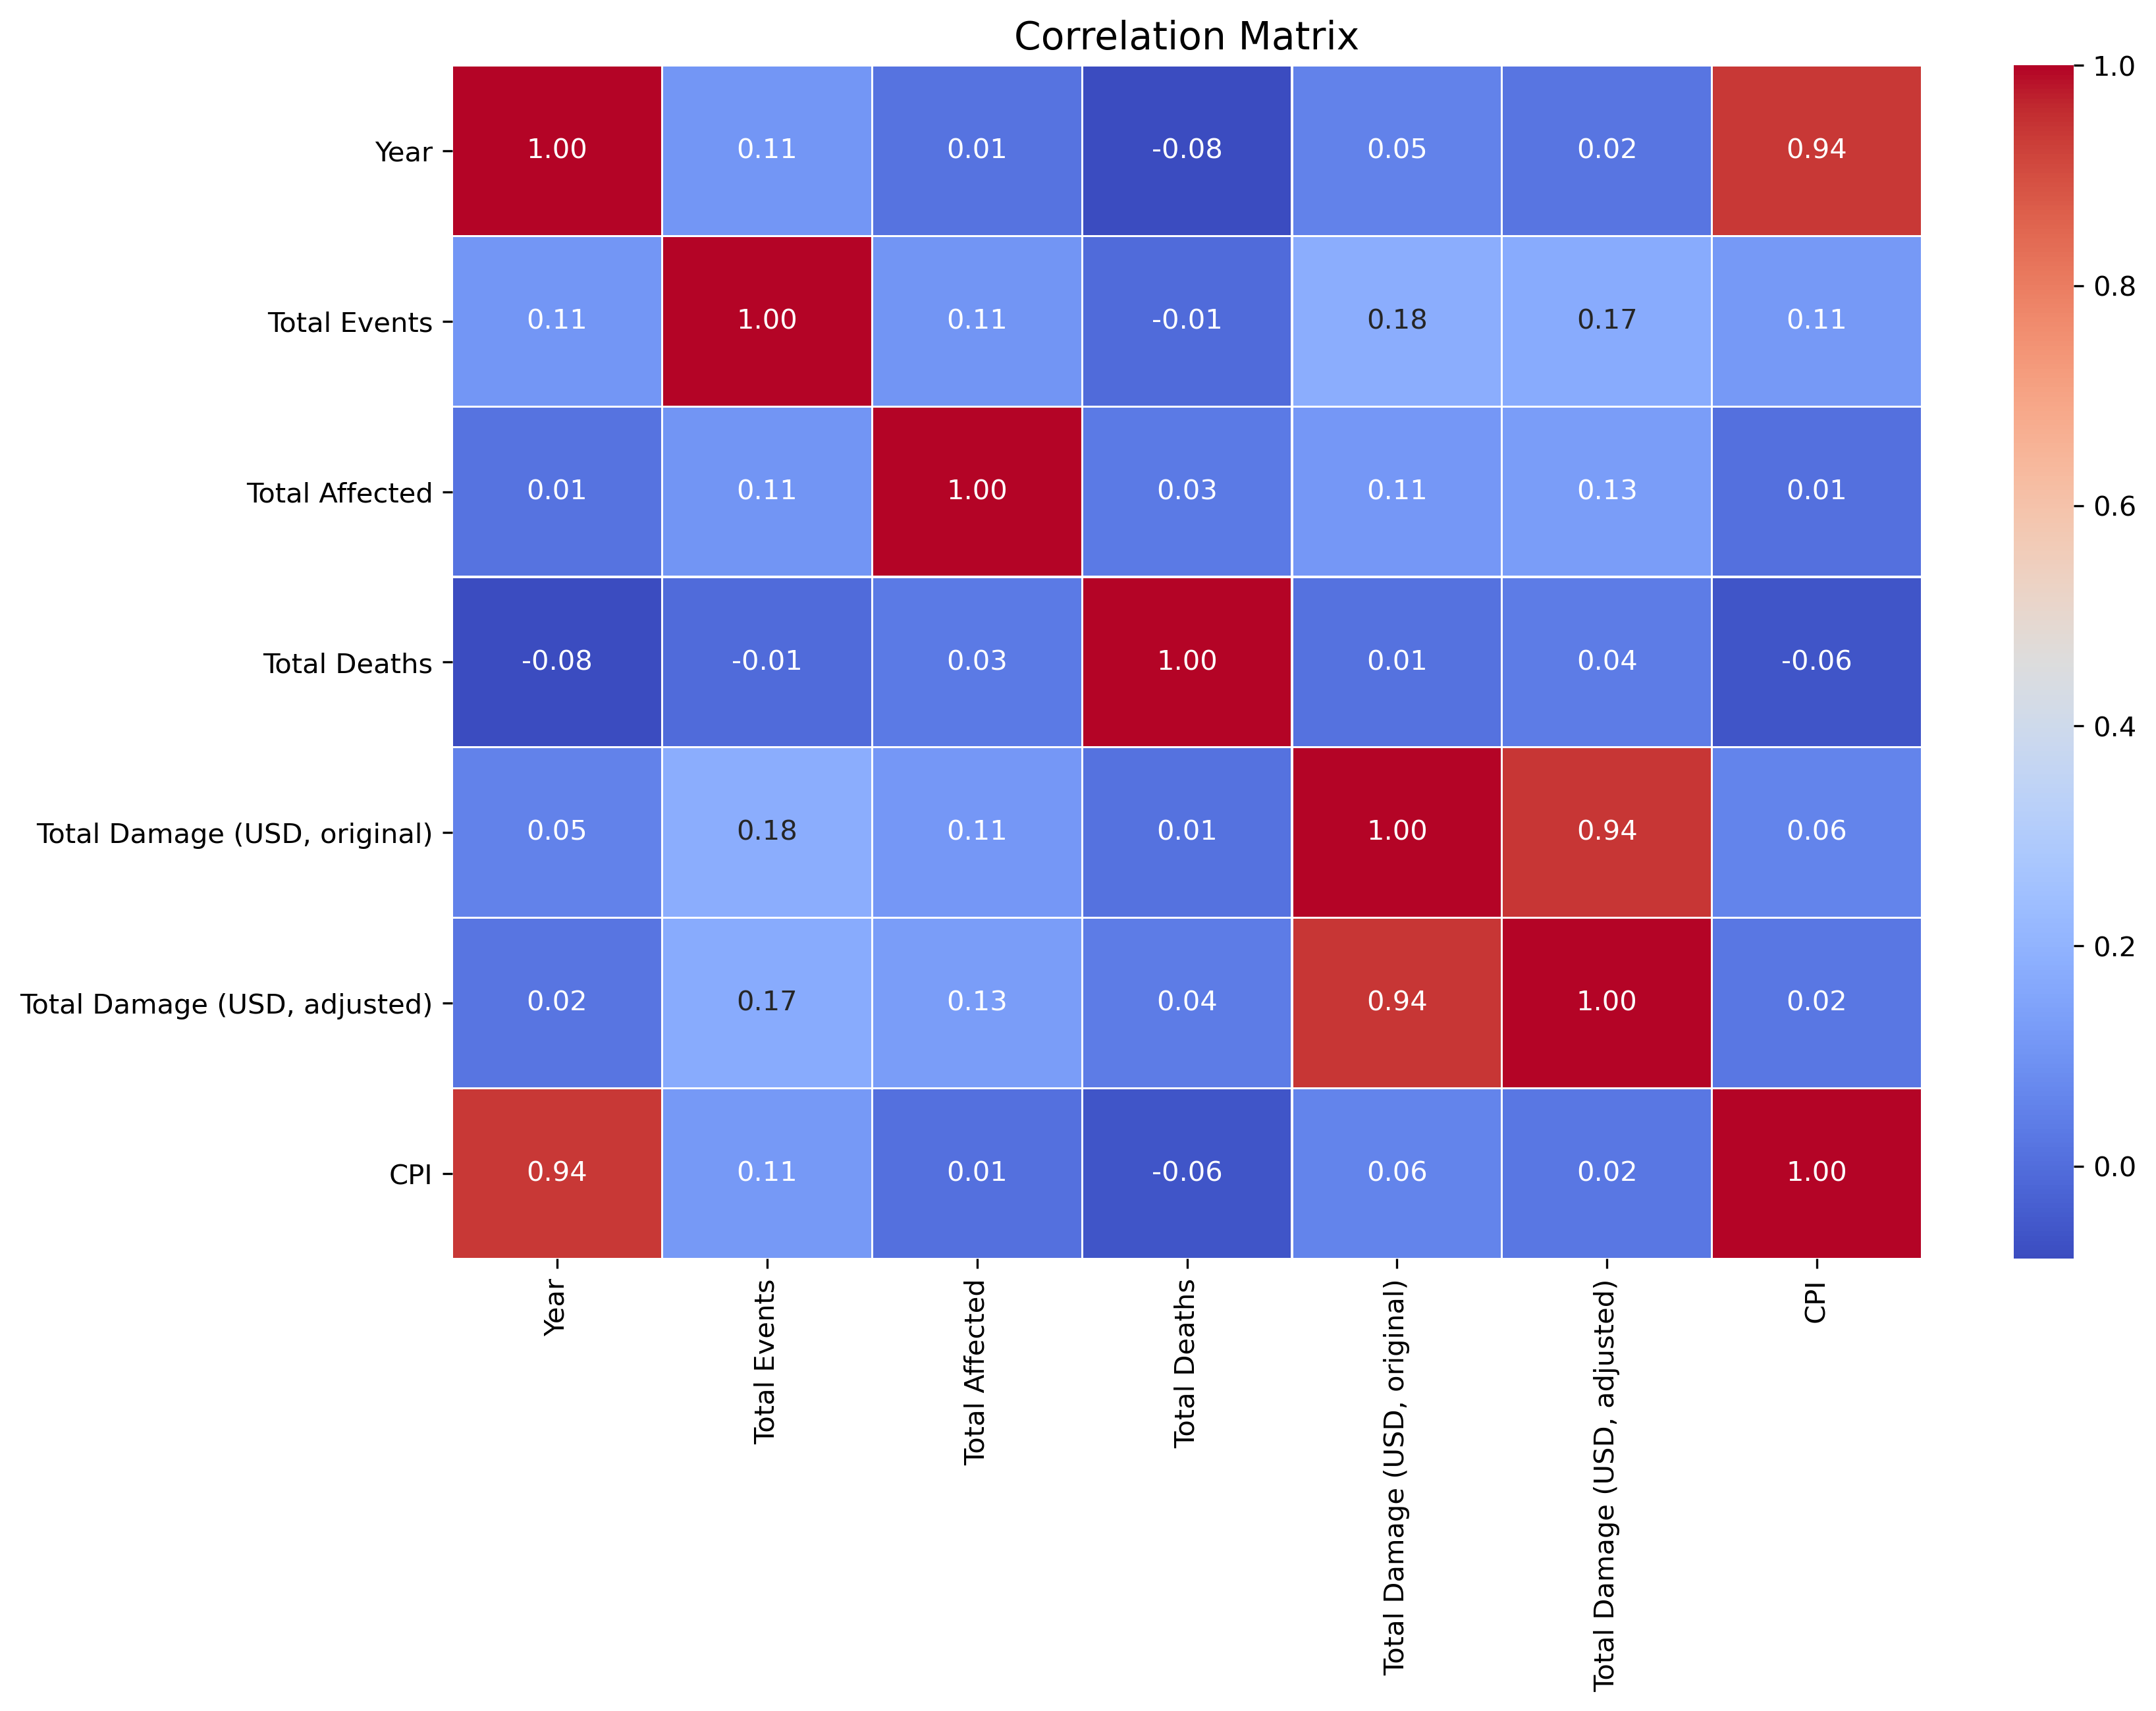 Correlation Matrix
Year 1.00 0.11 0.01 -0.08 0.05 0.02 0.94
Total Events 0.11 1.00 0.11 -0.01 0.18 0.17 0.11
Total Affected 0.01 0.11 1.00 0.03 0.11 0.13 0.01
Total Deaths -0.08 -0.01 0.03 1.00 0.01 0.04 -0.06
Total Damage (USD, original) 0.05 0.18 0.11 0.01 1.00 0.94 0.06
Total Damage (USD, adjusted) 0.02 0.17 0.13 0.04 0.94 1.00 0.02
CPI 0.94 0.11 0.01 -0.06 0.06 0.02 1.00
Year
Total Events
Total Affected
Total Deaths
Total Damage (USD, original)
Total Damage (USD, adjusted)
CPI
1.0
0.8
0.6
0.4
0.2
0.0